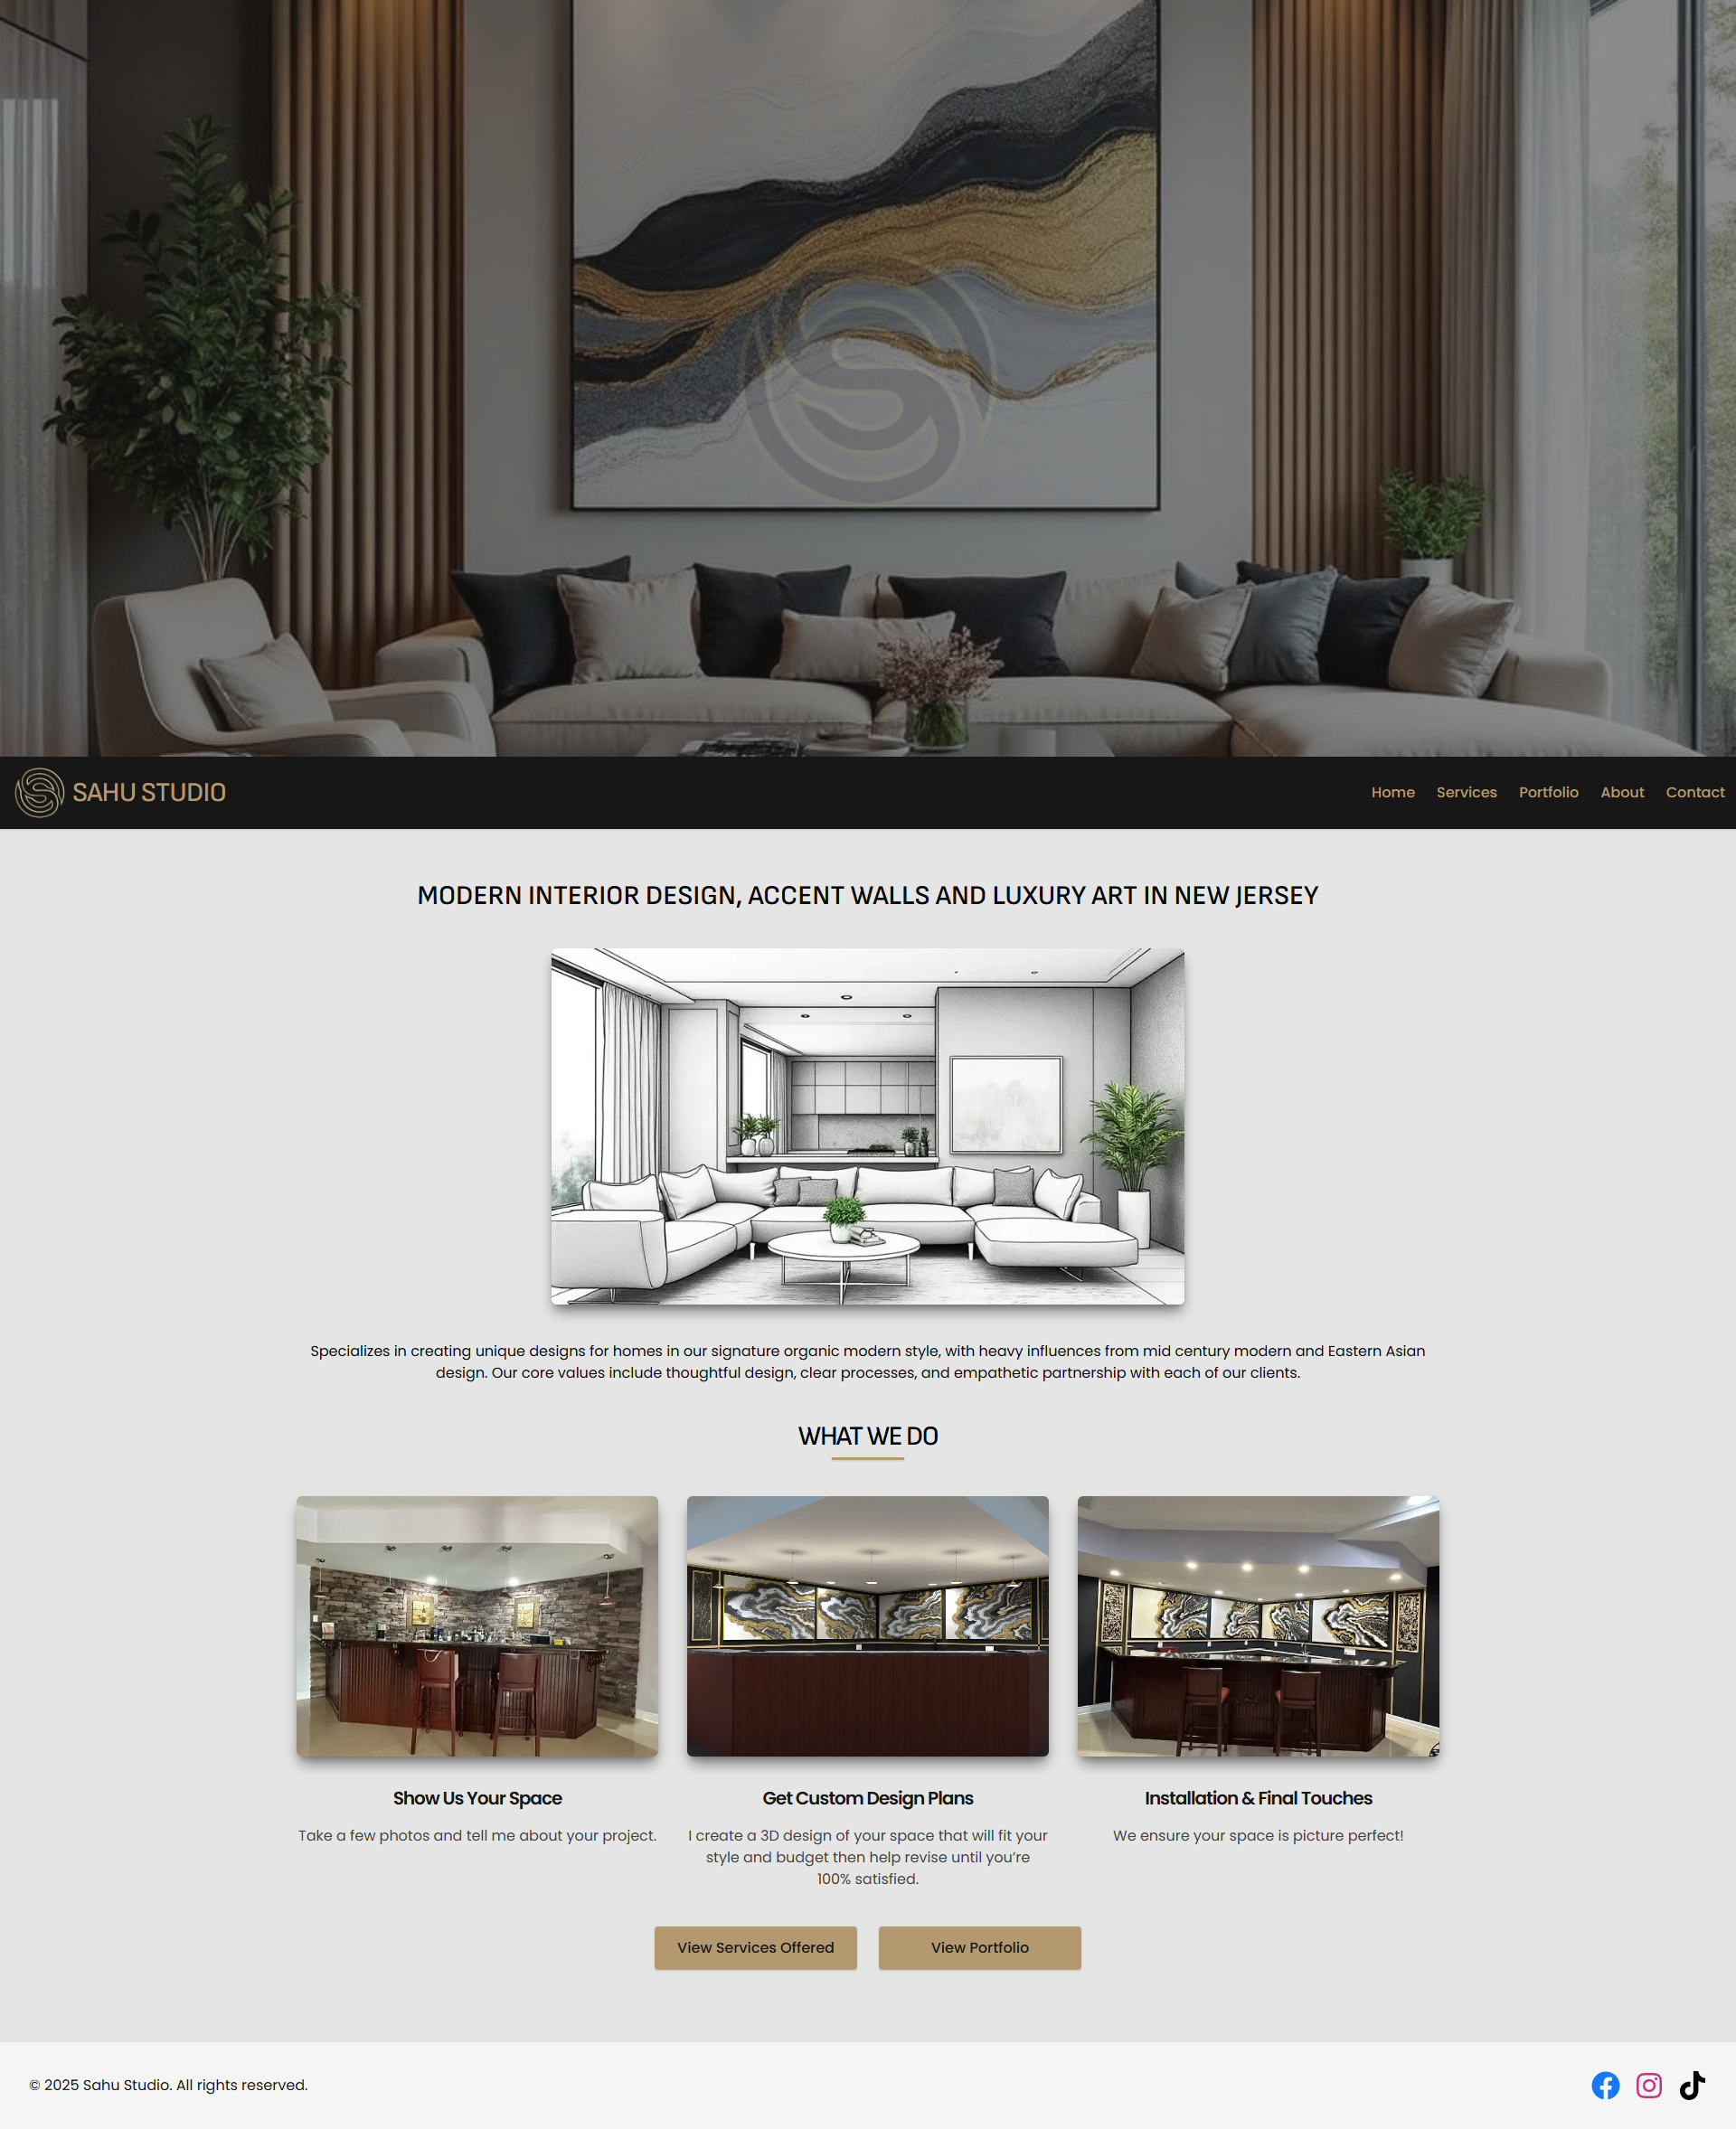 SAHU STUDIO
Home Services Portfolio About Contact
MODERN INTERIOR DESIGN, ACCENT WALLS AND LUXURY ART IN NEW JERSEY
Specializes in creating unique designs for homes in our signature organic modern style, with heavy influences from mid century modern and Eastern Asian
design. Our core values include thoughtful design, clear processes, and empathetic partnership with each of our clients.
WHAT WE DO
Show Us Your Space
Take a few photos and tell me about your project.
Get Custom Design Plans
I create a 3D design of your space that will fit your
style and budget then help revise until you’re
100% satisfied.
Installation & Final Touches
We ensure your space is picture perfect!
View Services Offered
View Portfolio
© 2025 Sahu Studio. All rights reserved.